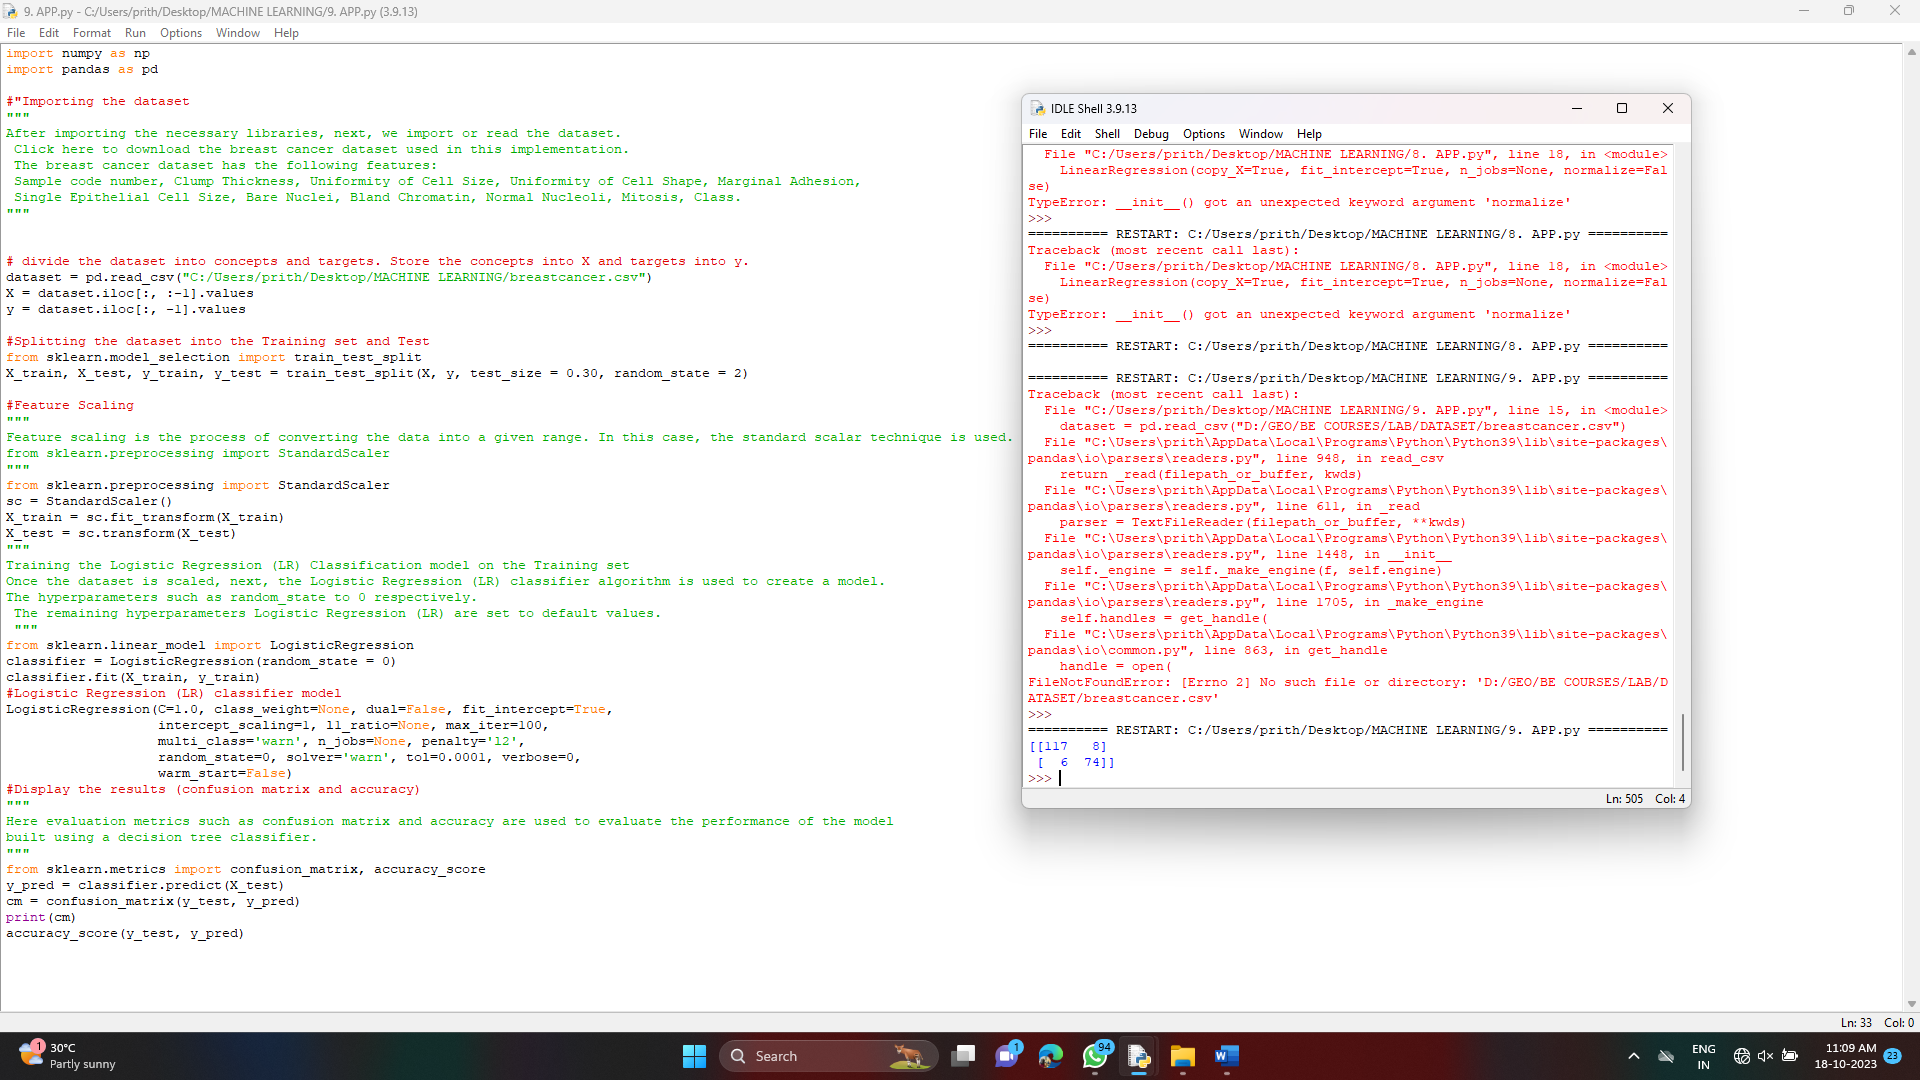 9. APP.py - C:/Users/prith/Desktop/MACHINE LEARNING/9. APP.py (3.9.13)
File Edit Format Run Options Window Help
import numpy as np
import pandas as pd
#"Importing the dataset
"""
After importing the necessary libraries, next, we import or read the dataset.
 Click here to download the breast cancer dataset used in this implementation.
 The breast cancer dataset has the following features:
 Sample code number, Clump Thickness, Uniformity of Cell Size, Uniformity of Cell Shape, Marginal Adhesion,
 Single Epithelial Cell Size, Bare Nuclei, Bland Chromatin, Normal Nucleoli, Mitosis, Class.
"""
# divide the dataset into concepts and targets. Store the concepts into X and targets into y.
dataset = pd.read_csv("C:/Users/prith/Desktop/MACHINE LEARNING/breastcancer.csv")
X = dataset.iloc[:, :-1].values
y = dataset.iloc[:, -1].values
#Splitting the dataset into the Training set and Test
from sklearn.model_selection import train_test_split
X_train, X_test, y_train, y_test = train_test_split(X, y, test_size = 0.30, random_state = 2)
#Feature Scaling
"""
Feature scaling is the process of converting the data into a given range. In this case, the standard scalar technique is used.
from sklearn.preprocessing import StandardScaler
"""
from sklearn.preprocessing import StandardScaler
sc = StandardScaler()
X_train = sc.fit_transform(X_train)
X_test = sc.transform(X_test)
"""
Training the Logistic Regression (LR) Classification model on the Training set
Once the dataset is scaled, next, the Logistic Regression (LR) classifier algorithm is used to create a model.
The hyperparameters such as random_state to 0 respectively.
 The remaining hyperparameters Logistic Regression (LR) are set to default values.
 """
from sklearn.linear_model import LogisticRegression
classifier = LogisticRegression(random_state = 0)
classifier.fit(X_train, y_train)
#Logistic Regression (LR) classifier model
LogisticRegression(C=1.0, class_weight=None, dual=False, fit_intercept=True,
                   intercept_scaling=1, l1_ratio=None, max_iter=100,
                   multi_class='warn', n_jobs=None, penalty='l2',
                   random_state=0, solver='warn', tol=0.0001, verbose=0,
                   warm_start=False)
#Display the results (confusion matrix and accuracy)
"""
Here evaluation metrics such as confusion matrix and accuracy are used to evaluate the performance of the model
built using a decision tree classifier.
"""
from sklearn.metrics import confusion_matrix, accuracy_score
y_pred = classifier.predict(X_test)
cm = confusion_matrix(y_test, y_pred)
print(cm)
accuracy_score(y_test, y_pred)
IDLE Shell 3.9.13
File Edit Shell Debug Options Window Help
  File "C:/Users/prith/Desktop/MACHINE LEARNING/8. APP.py", line 18, in <module>
    LinearRegression(copy_X=True, fit_intercept=True, n_jobs=None, normalize=Fal
se)
TypeError: __init__() got an unexpected keyword argument 'normalize'
>>>
========== RESTART: C:/Users/prith/Desktop/MACHINE LEARNING/8. APP.py ==========
Traceback (most recent call last):
  File "C:/Users/prith/Desktop/MACHINE LEARNING/8. APP.py", line 18, in <module>
    LinearRegression(copy_X=True, fit_intercept=True, n_jobs=None, normalize=Fal
se)
TypeError: __init__() got an unexpected keyword argument 'normalize'
>>>
========== RESTART: C:/Users/prith/Desktop/MACHINE LEARNING/8. APP.py ==========
========== RESTART: C:/Users/prith/Desktop/MACHINE LEARNING/9. APP.py ==========
Traceback (most recent call last):
  File "C:/Users/prith/Desktop/MACHINE LEARNING/9. APP.py", line 15, in <module>
    dataset = pd.read_csv("D:/GEO/BE COURSES/LAB/DATASET/breastcancer.csv")
  File "C:\Users\prith\AppData\Local\Programs\Python\Python39\lib\site-packages\
pandas\io\parsers\readers.py", line 948, in read_csv
    return _read(filepath_or_buffer, kwds)
  File "C:\Users\prith\AppData\Local\Programs\Python\Python39\lib\site-packages\
pandas\io\parsers\readers.py", line 611, in _read
    parser = TextFileReader(filepath_or_buffer, **kwds)
  File "C:\Users\prith\AppData\Local\Programs\Python\Python39\lib\site-packages\
pandas\io\parsers\readers.py", line 1448, in __init__
    self._engine = self._make_engine(f, self.engine)
  File "C:\Users\prith\AppData\Local\Programs\Python\Python39\lib\site-packages\
pandas\io\parsers\readers.py", line 1705, in _make_engine
    self.handles = get_handle(
  File "C:\Users\prith\AppData\Local\Programs\Python\Python39\lib\site-packages\
pandas\io\common.py", line 863, in get_handle
    handle = open(
FileNotFoundError: [Errno 2] No such file or directory: 'D:/GEO/BE COURSES/LAB/D
ATASET/breastcancer.csv'
>>>
========== RESTART: C:/Users/prith/Desktop/MACHINE LEARNING/9. APP.py ==========
[[117   8]
 [  6  74]]
>>>
Ln: 505 Col: 4
Ln: 33 Col: 0
1
30°C
Partly sunny
Search
1
94
ENG
IN
11:09 AM
18-10-2023
23